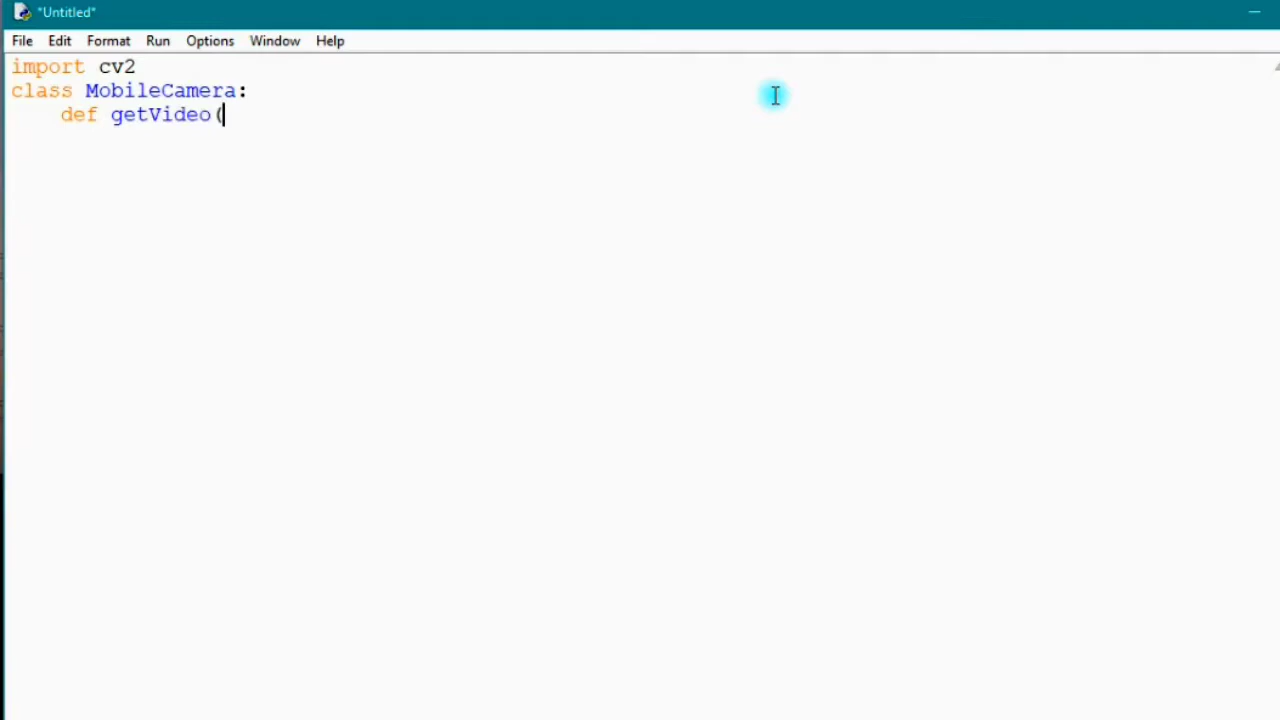 *Untitled*
File Edit Format Run Options Window Help
import cv2
class MobileCamera:
    def getVideo(